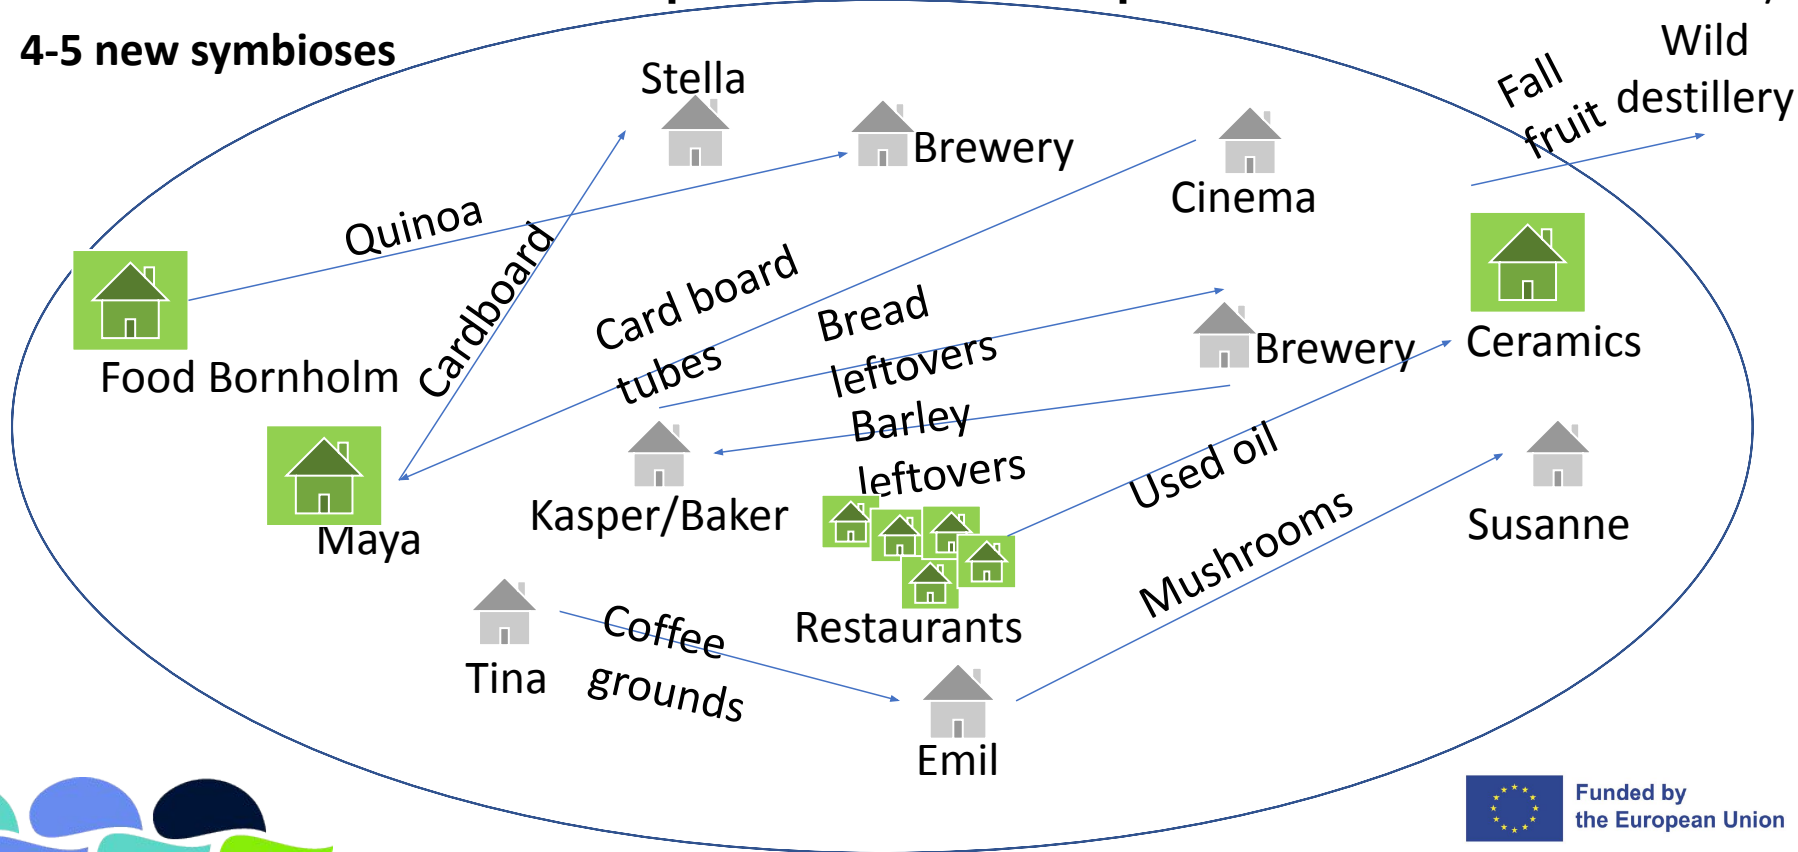 4-5 new symbioses
Wild
destillery
Fall
fruit
Stella
Brewery
Cinema
Quinoa
Cardboard
Card board
tubes
Bread
leftovers
Brewery
Ceramics
Food Bornholm
Barley
leftovers
Used oil
Maya
Kasper/Baker
Mushrooms
Susanne
Restaurants
Coffee
grounds
Tina
Emil
Funded by
the European Union